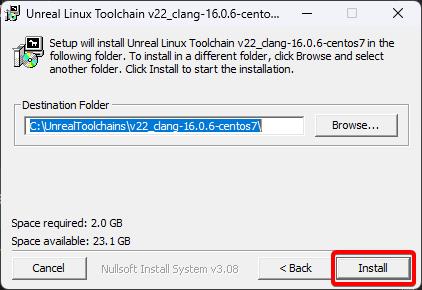 Unreal Linux Toolchain v22_clang-16.0.6-cento...
Setup will install Unreal Linux Toolchain v22_clang-16.0.6-centos7 in the
following folder. To install in a different folder, click Browse and select
another folder. Click Install to start the installation.
Destination Folder
C:\UnrealToolchains\v22_clang-16.0.6-centos7\
Browse...
Space required: 2.0 GB
Space available: 23.1 GB
Cancel
Nullsoft Install System v3.08
< Back
Install